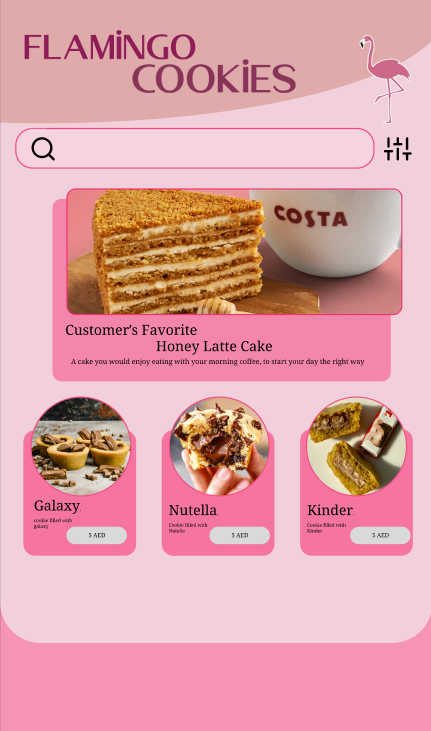 FLAMiNGO
COOKiES
COSTA
Customer's Favorite
Honey Latte Cake
A cake you would enjoy eating with your morning coffee, to start your day the right way
Galaxy.
cookie filled with
galaxy
5 AED
Nutella.
Cookie filled with
Nutella
5 AED
Kinder.
Cookie filled with
Kinder
5 AED